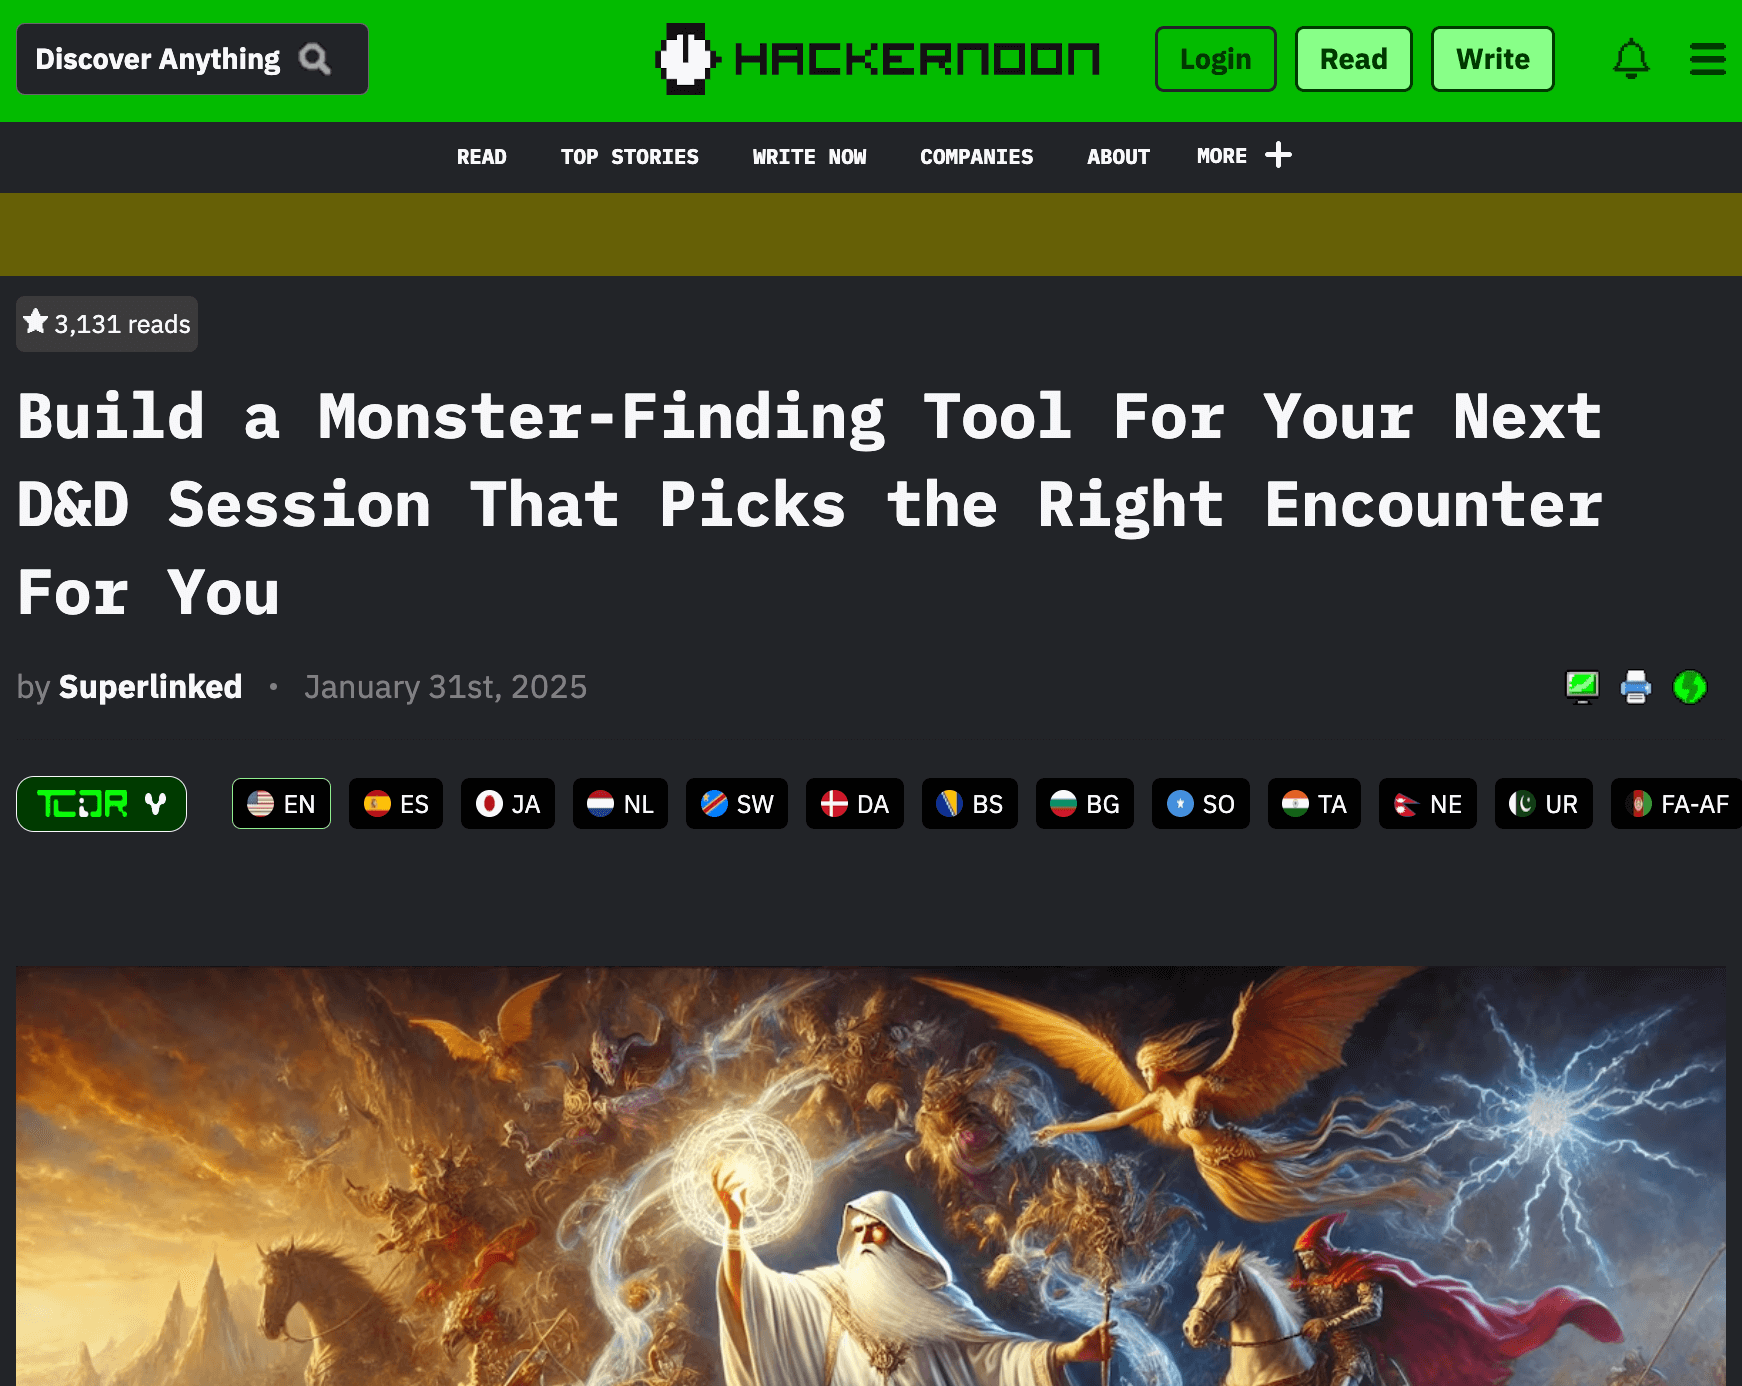 Discover Anything
HACKERNOON
Login
Read
Write
READ
TOP STORIES
WRITE NOW
COMPANIES
ABOUT
MORE
3,131 reads
Build a Monster-Finding Tool For Your Next
D&D Session That Picks the Right Encounter
For You
by Superlinked • January 31st, 2025
TL;DR
EN
ES
JA
NL
SW
DA
BS
BG
SO
TA
NE
UR
FA-AF